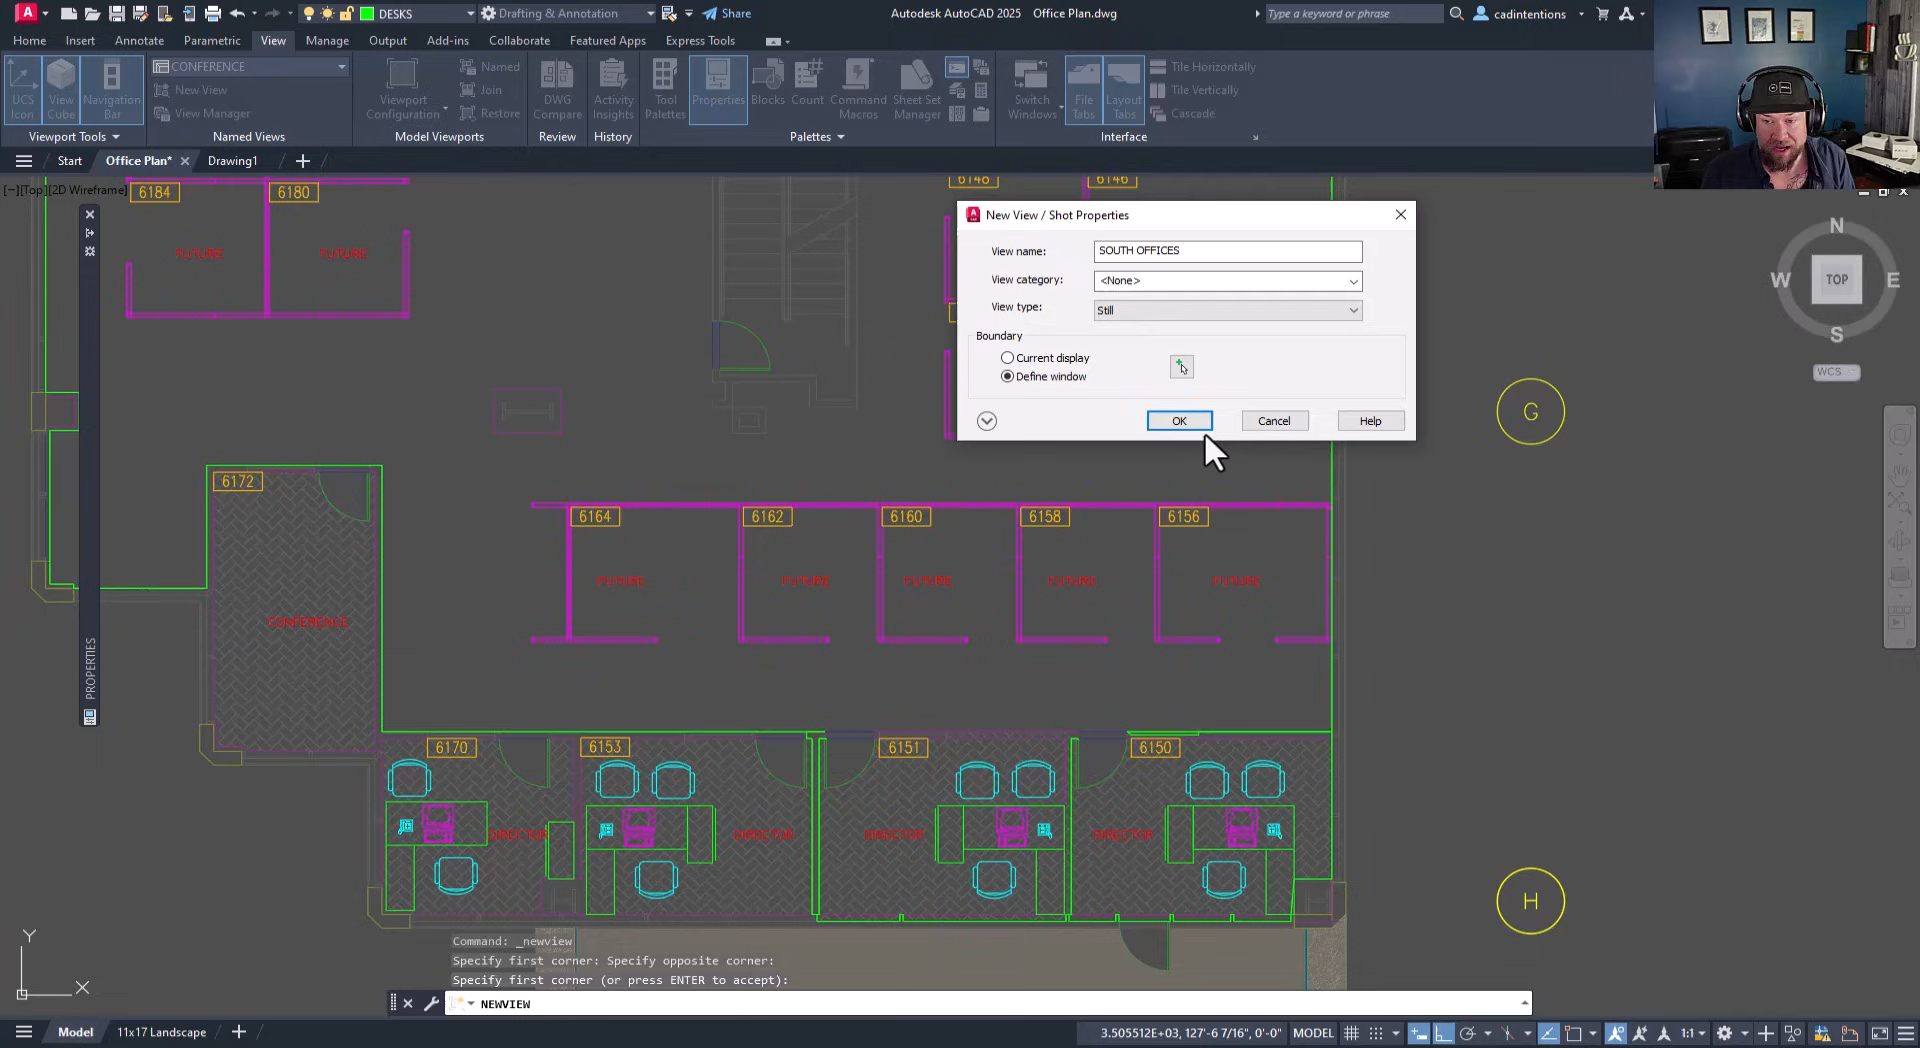 DESKS
Drafting & Annotation
Share
Autodesk AutoCAD 2025 Office Plan.dwg
Type a keyword or phrase
cadintentions
Home Insert Annotate Parametric View Manage Output Add-ins Collaborate Featured Apps Express Tools
UCS Icon
View Cube
Navigation Bar
Viewport Tools
CONFERENCE
New View
View Manager
Named Views
Viewport Configuration
Named
Join
Restore
Model Viewports
DWG Compare
Review
Activity Insights
History
Tool Palettes
Properties
Blocks
Count
Command Macros
Sheet Set Manager
Palettes
Switch Windows
File Tabs
Layout Tabs
Tile Horizontally
Tile Vertically
Cascade
Interface
Start
Office Plan*
Drawing1
[−][Top][2D Wireframe]
6184
6180
6148
6146
FUTURE
FUTURE
New View / Shot Properties
View name:
SOUTH OFFICES
View category:
<None>
View type:
Still
Boundary
Current display
Define window
OK
Cancel
Help
N
W
TOP
E
S
WCS
G
6172
CONFERENCE
6164
6162
6160
6158
6156
FUTURE
FUTURE
FUTURE
FUTURE
FUTURE
PROPERTIES
6170
6153
6151
6150
DIRECTOR
DIRECTOR
DIRECTOR
DIRECTOR
H
Y
X
Command: _newview
Specify first corner: Specify opposite corner:
Specify first corner (or press ENTER to accept):
NEWVIEW
Model
11x17 Landscape
3.505512E+03, 127'-6 7/16", 0'-0"
MODEL
1:1